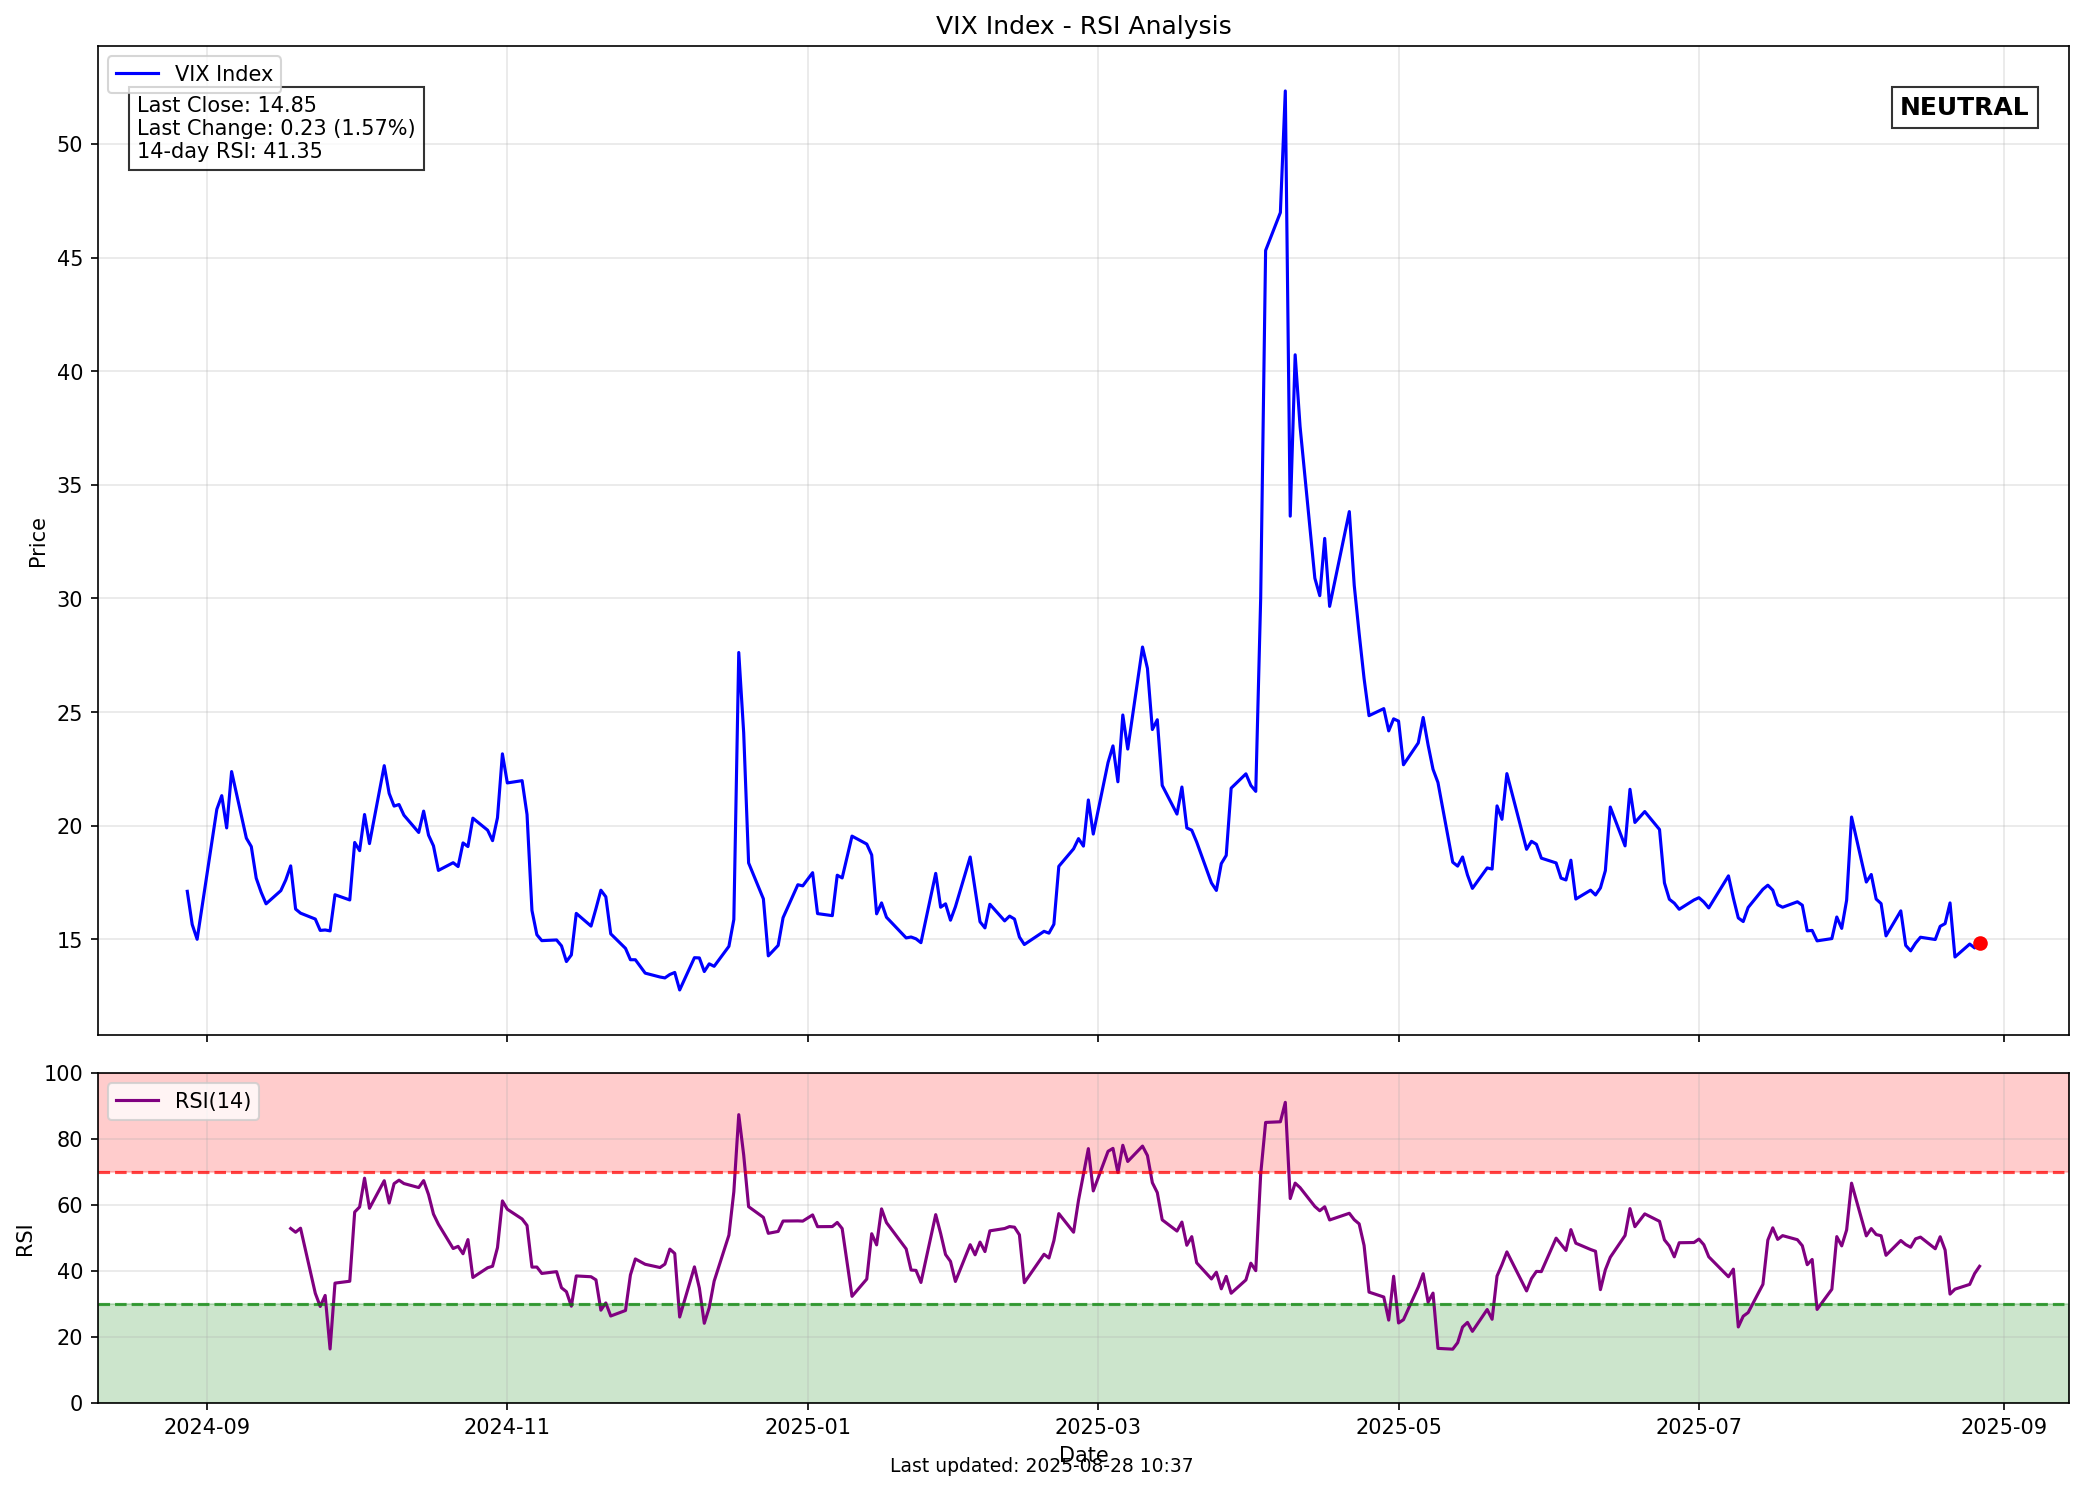 VIX Index - RSI Analysis
VIX Index
Last Close: 14.85
Last Change: 0.23 (1.57%)
14-day RSI: 41.35
NEUTRAL
Price
50
45
40
35
30
25
20
15
RSI(14)
RSI
100
80
60
40
20
0
2024-09 2024-11 2025-01 2025-03 2025-05 2025-07 2025-09
Date
Last updated: 2025-08-28 10:37